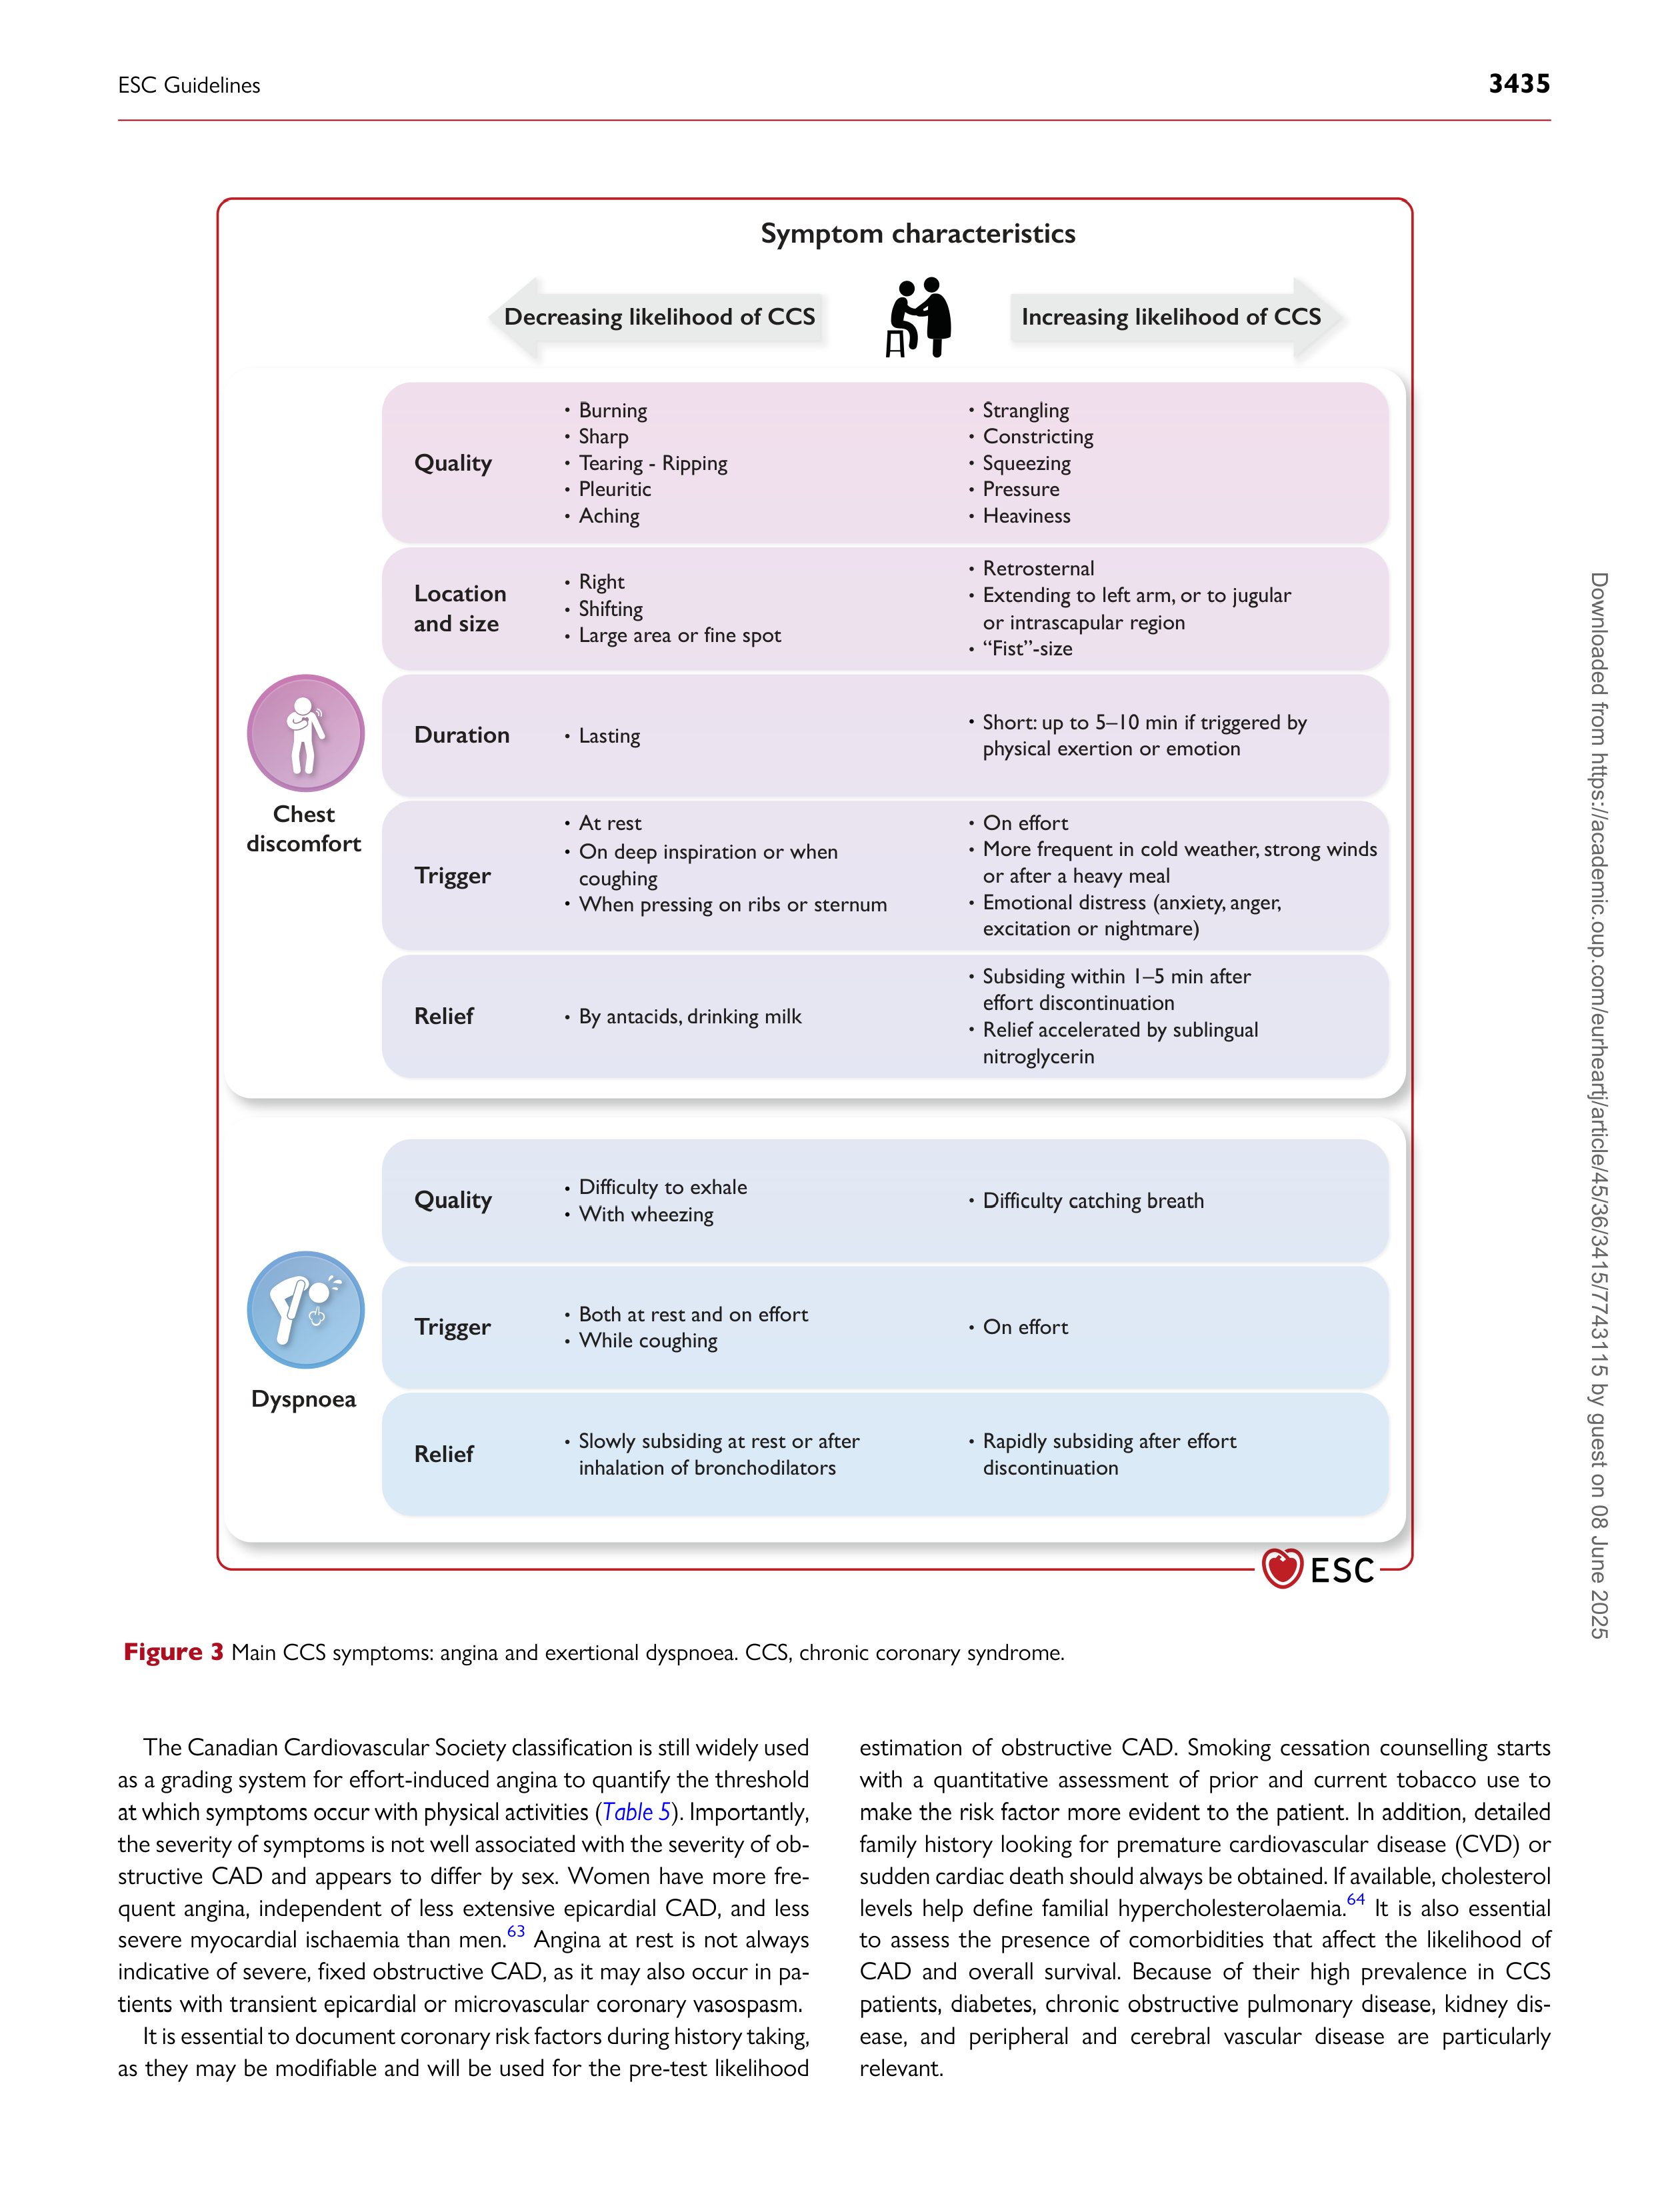 ESC Guidelines
3435
Symptom characteristics
Decreasing likelihood of CCS
Increasing likelihood of CCS
Chest
discomfort
Quality
• Burning
• Sharp
• Tearing - Ripping
• Pleuritic
• Aching
• Strangling
• Constricting
• Squeezing
• Pressure
• Heaviness
Location
and size
• Right
• Shifting
• Large area or fine spot
• Retrosternal
• Extending to left arm, or to jugular
or intrascapular region
• “Fist”-size
Duration
• Lasting
• Short: up to 5–10 min if triggered by
physical exertion or emotion
Trigger
• At rest
• On deep inspiration or when
coughing
• When pressing on ribs or sternum
• On effort
• More frequent in cold weather, strong winds
or after a heavy meal
• Emotional distress (anxiety, anger,
excitation or nightmare)
Relief
• By antacids, drinking milk
• Subsiding within 1–5 min after
effort discontinuation
• Relief accelerated by sublingual
nitroglycerin
Dyspnoea
Quality
• Difficulty to exhale
• With wheezing
• Difficulty catching breath
Trigger
• Both at rest and on effort
• While coughing
• On effort
Relief
• Slowly subsiding at rest or after
inhalation of bronchodilators
• Rapidly subsiding after effort
discontinuation
ESC
Figure 3 Main CCS symptoms: angina and exertional dyspnoea. CCS, chronic coronary syndrome.
The Canadian Cardiovascular Society classification is still widely used
as a grading system for effort-induced angina to quantify the threshold
at which symptoms occur with physical activities (Table 5). Importantly,
the severity of symptoms is not well associated with the severity of ob-
structive CAD and appears to differ by sex. Women have more fre-
quent angina, independent of less extensive epicardial CAD, and less
severe myocardial ischaemia than men.63 Angina at rest is not always
indicative of severe, fixed obstructive CAD, as it may also occur in pa-
tients with transient epicardial or microvascular coronary vasospasm.
It is essential to document coronary risk factors during history taking,
as they may be modifiable and will be used for the pre-test likelihood
estimation of obstructive CAD. Smoking cessation counselling starts
with a quantitative assessment of prior and current tobacco use to
make the risk factor more evident to the patient. In addition, detailed
family history looking for premature cardiovascular disease (CVD) or
sudden cardiac death should always be obtained. If available, cholesterol
levels help define familial hypercholesterolaemia.64 It is also essential
to assess the presence of comorbidities that affect the likelihood of
CAD and overall survival. Because of their high prevalence in CCS
patients, diabetes, chronic obstructive pulmonary disease, kidney dis-
ease, and peripheral and cerebral vascular disease are particularly
relevant.
Downloaded from https://academic.oup.com/eurheartj/article/45/36/3415/7743115 by guest on 08 June 2025